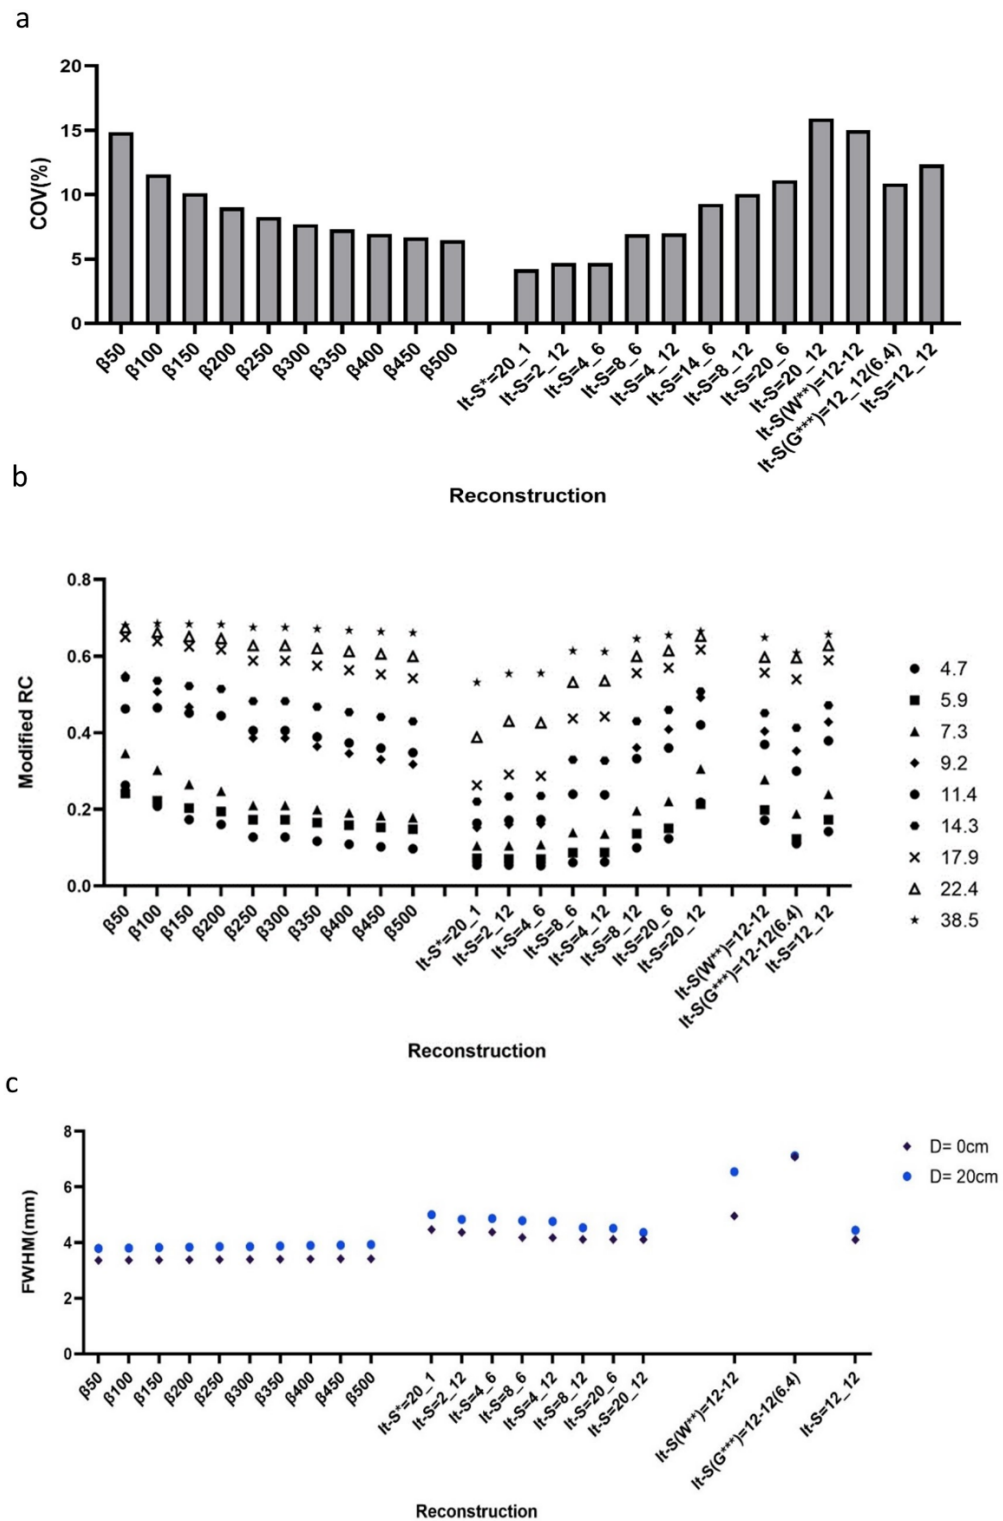 a
20
15
10
5
0
COV(%)
β50
β100
β150
β200
β250
β300
β350
β400
β450
β500
It-S*=20_1
It-S=2_12
It-S=4_6
It-S=8_6
It-S=4_12
It-S=14_6
It-S=8_12
It-S=20_6
It-S=20_12
It-S(W**)=12-12
It-S(G***)=12_12(6.4)
It-S=12_12
Reconstruction
b
0.8
0.6
0.4
0.2
0.0
Modified RC
4.7
5.9
7.3
9.2
11.4
14.3
17.9
22.4
38.5
β50
β100
β150
β200
β250
β300
β350
β400
β450
β500
It-S*=20_1
It-S=2_12
It-S=4_6
It-S=8_6
It-S=4_12
It-S=8_12
It-S=20_6
It-S=20_12
It-S(W**)=12-12
It-S(G***)=12-12(6.4)
It-S=12_12
Reconstruction
c
8
6
4
2
0
FWHM(mm)
D= 0cm
D= 20cm
β50
β100
β150
β200
β250
β300
β350
β400
β450
β500
It-S*=20_1
It-S=2_12
It-S=4_6
It-S=8_6
It-S=4_12
It-S=8_12
It-S=20_6
It-S=20_12
It-S(W**)=12-12
It-S(G***)=12-12(6.4)
It-S=12_12
Reconstruction